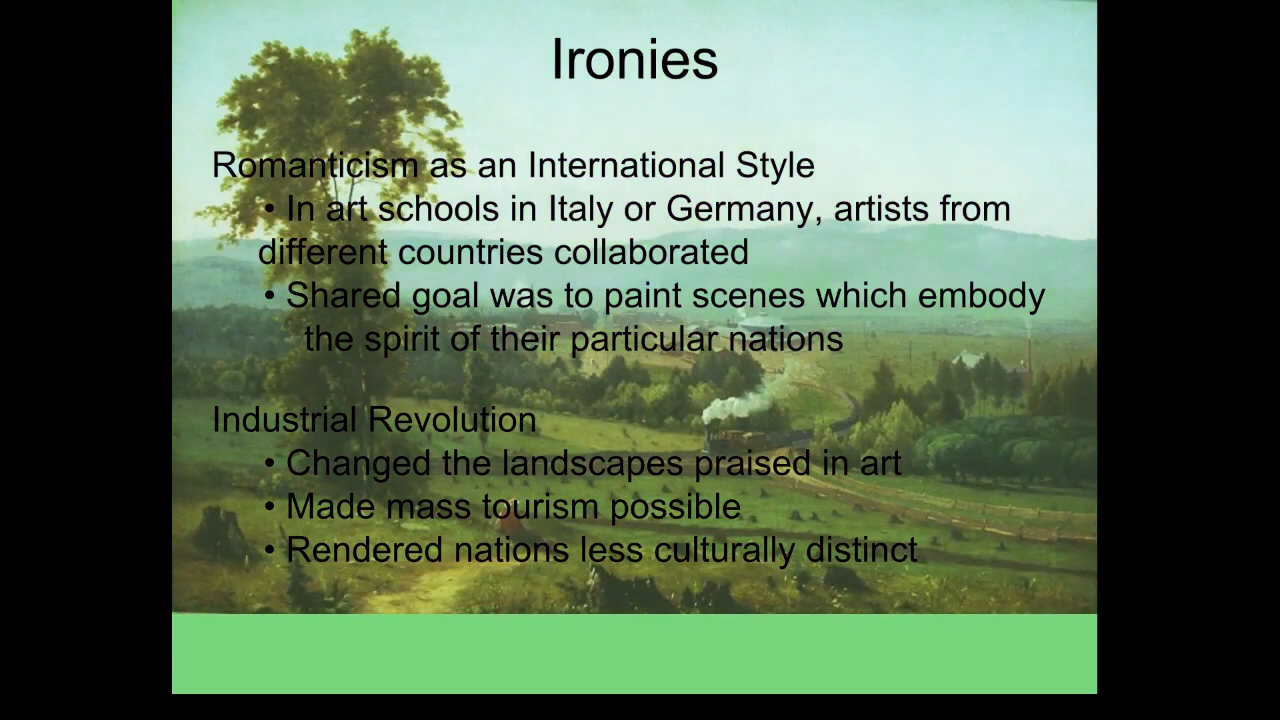 Ironies
Romanticism as an International Style
• In art schools in Italy or Germany, artists from
different countries collaborated
• Shared goal was to paint scenes which embody
the spirit of their particular nations
Industrial Revolution
• Changed the landscapes praised in art
• Made mass tourism possible
• Rendered nations less culturally distinct